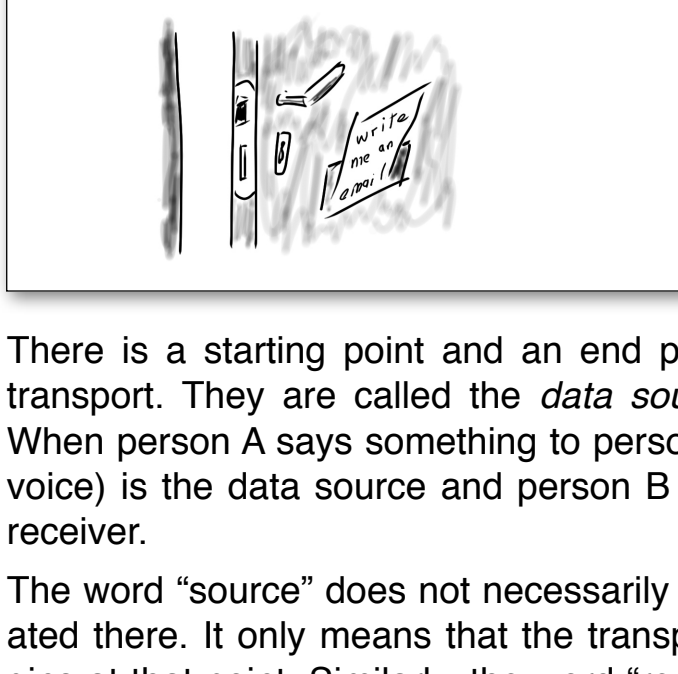 write
me an
email
There is a starting point and an end p
transport. They are called the data sou
When person A says something to perso
voice) is the data source and person B
receiver.
The word “source” does not necessarily
ated there. It only means that the transp